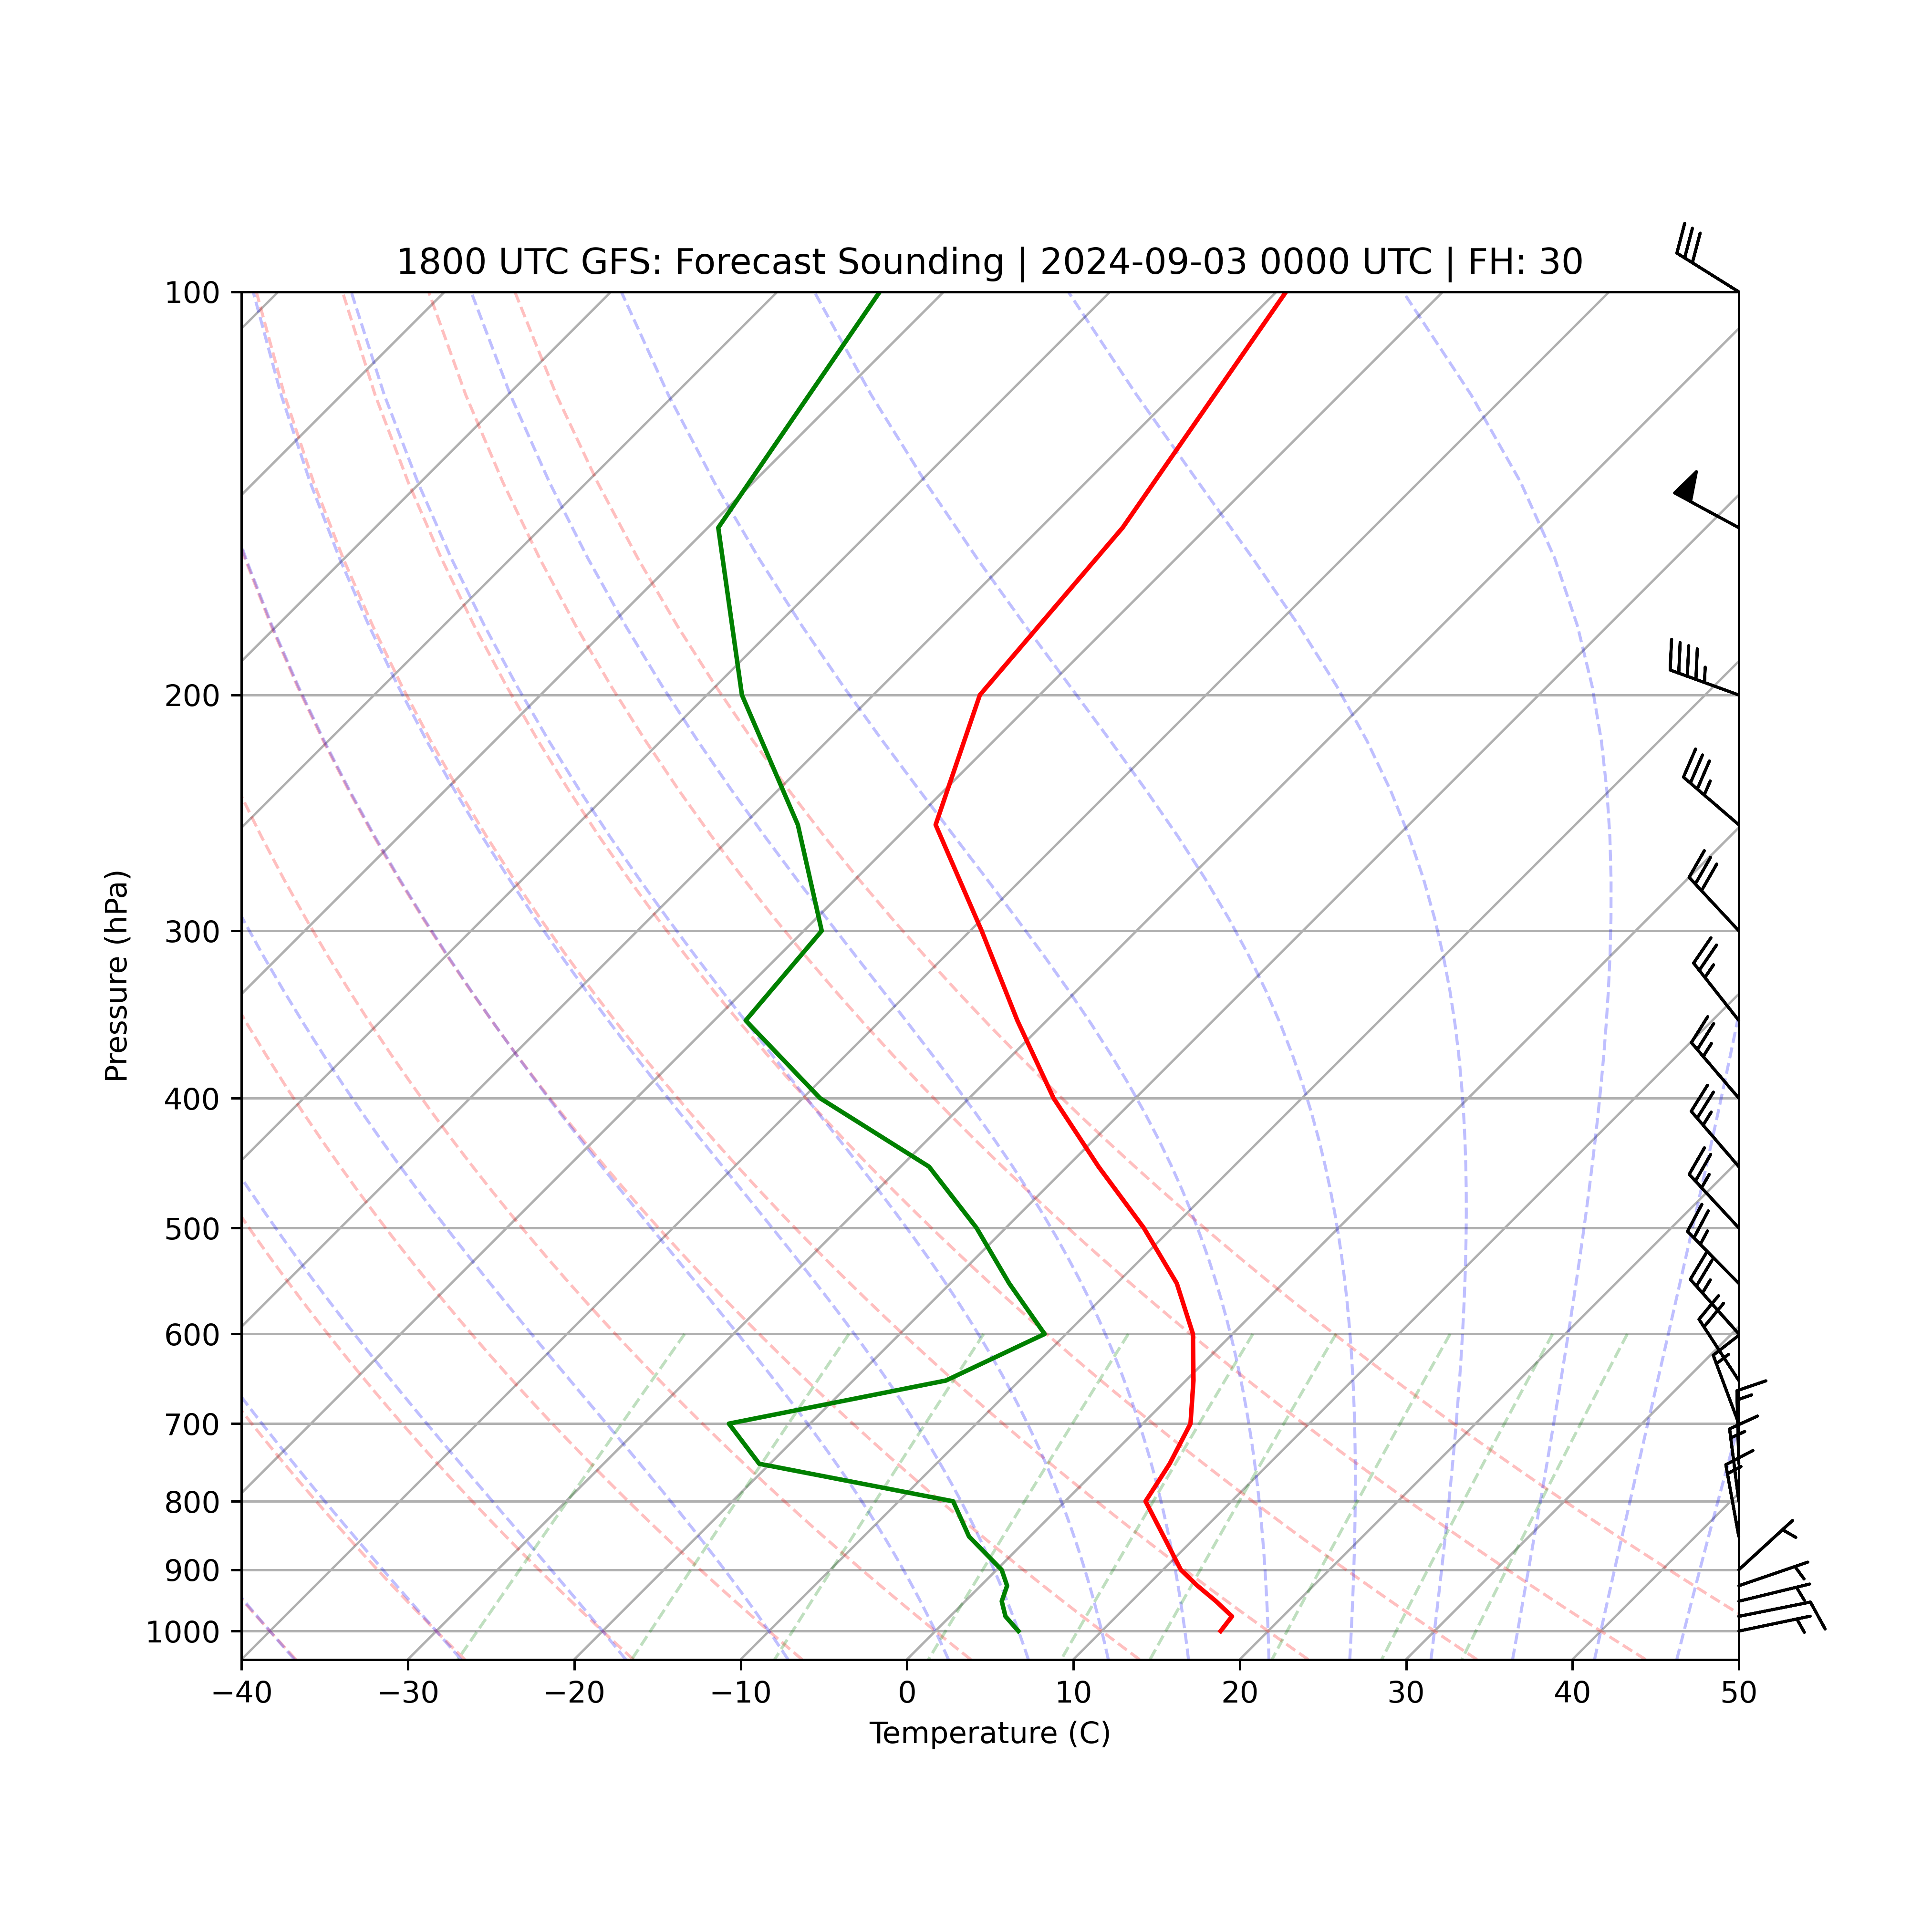 1800 UTC GFS: Forecast Sounding | 2024-09-03 0000 UTC | FH: 30
100
200
300
400
500
600
700
800
900
1000
Pressure (hPa)
−40 −30 −20 −10 0 10 20 30 40 50
Temperature (C)